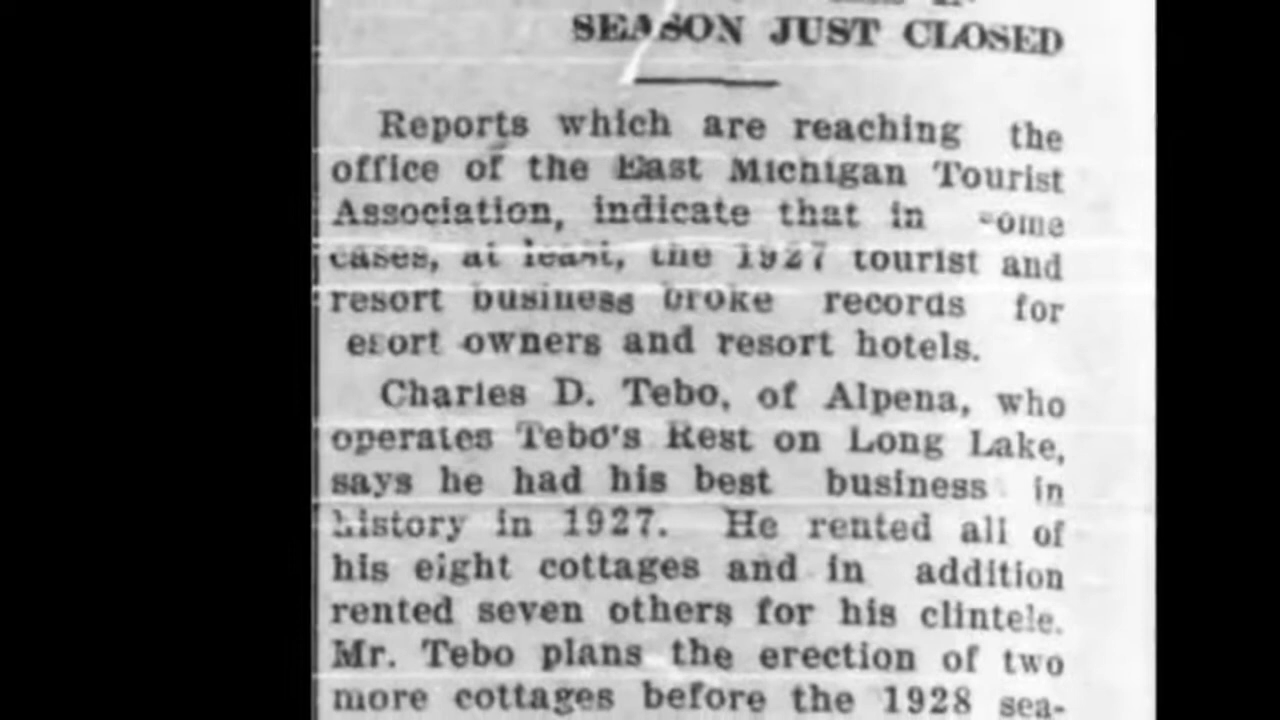 SEASON JUST CLOSED
Reports which are reaching the
office of the East Michigan Tourist
Association, indicate that in some
cases, at least, the 1927 tourist and
resort business broke records for
esort owners and resort hotels.
Charles D. Tebo, of Alpena, who
operates Tebo's Rest on Long Lake,
says he had his best business in
history in 1927. He rented all of
his eight cottages and in addition
rented seven others for his clintele.
Mr. Tebo plans the erection of two
more cottages before the 1928 sea-